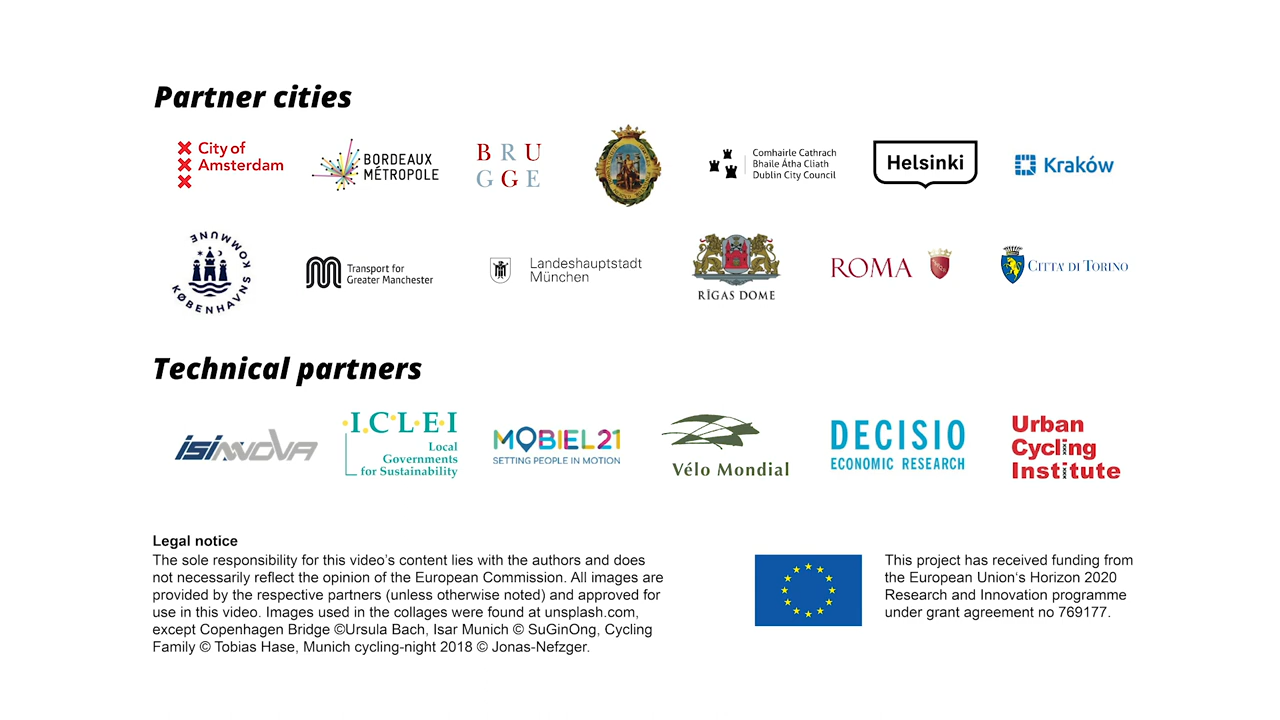 Partner cities
City of
Amsterdam
BORDEAUX
MÉTROPOLE
BRU
GGE
Comhairle Cathrach
Bhaile Átha Cliath
Dublin City Council
Helsinki
Kraków
KØBENHAVNS KOMMUNE
Transport for
Greater Manchester
Landeshauptstadt
München
RĪGAS DOME
ROMA
CITTA' DI TORINO
Technical partners
isinnova
I.C.L.E.I
Local
Governments
for Sustainability
MOBIEL21
SETTING PEOPLE IN MOTION
Vélo Mondial
DECISIO
ECONOMIC RESEARCH
Urban
Cycling
Institute
Legal notice
The sole responsibility for this video's content lies with the authors and does
not necessarily reflect the opinion of the European Commission. All images are
provided by the respective partners (unless otherwise noted) and approved for
use in this video. Images used in the collages were found at unsplash.com,
except Copenhagen Bridge ©Ursula Bach, Isar Munich © SuGinOng, Cycling
Family © Tobias Hase, Munich cycling-night 2018 © Jonas-Nefzger.
This project has received funding from
the European Union's Horizon 2020
Research and Innovation programme
under grant agreement no 769177.